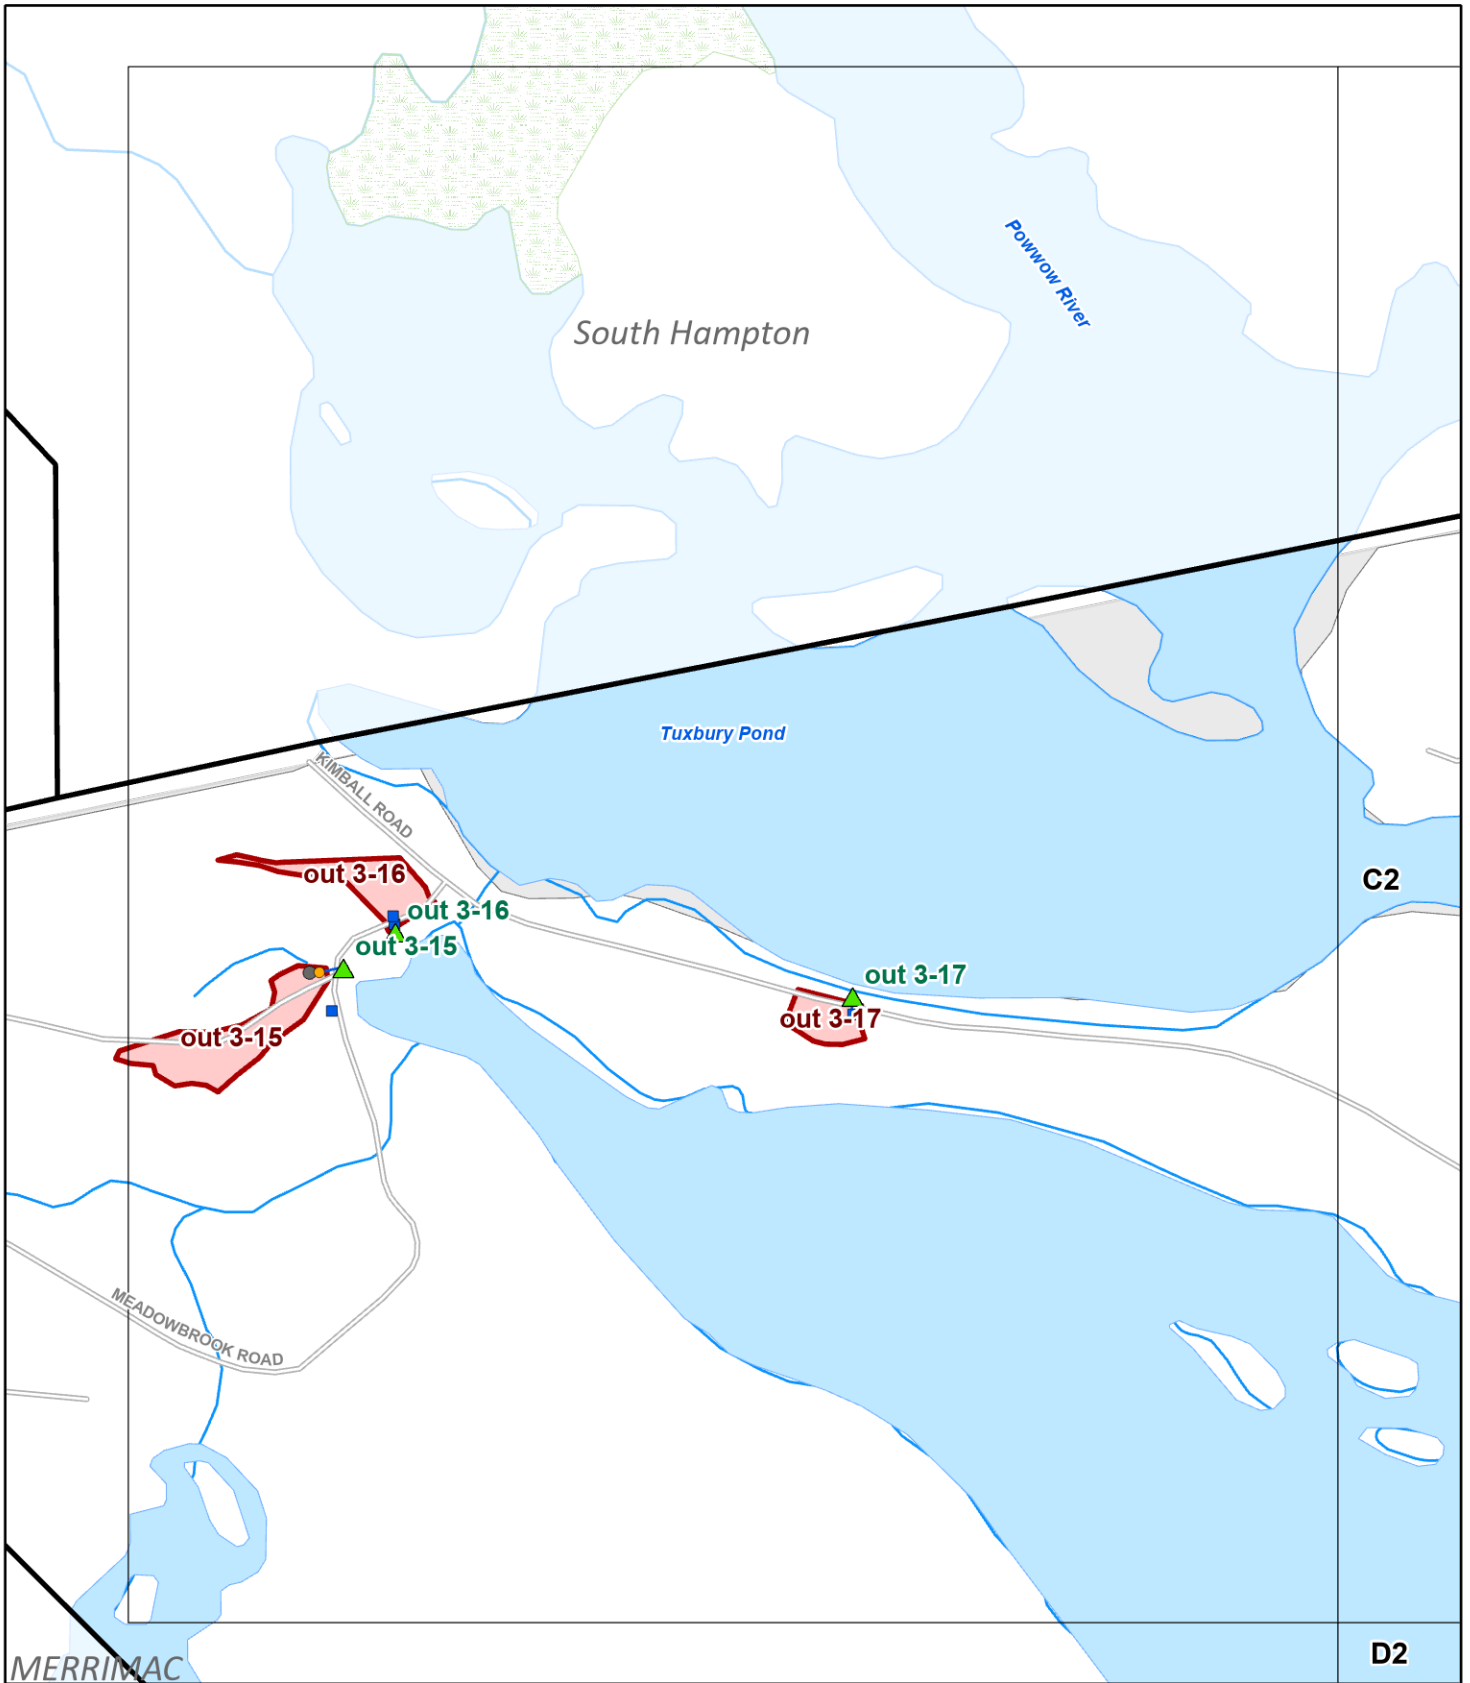 Powwow River
South Hampton
Tuxbury Pond
KIMBALL ROAD
out 3-16
C2
out 3-16
out 3-15
out 3-17
out 3-17
out 3-15
MEADOWBROOK ROAD
D2
MERRIMAC